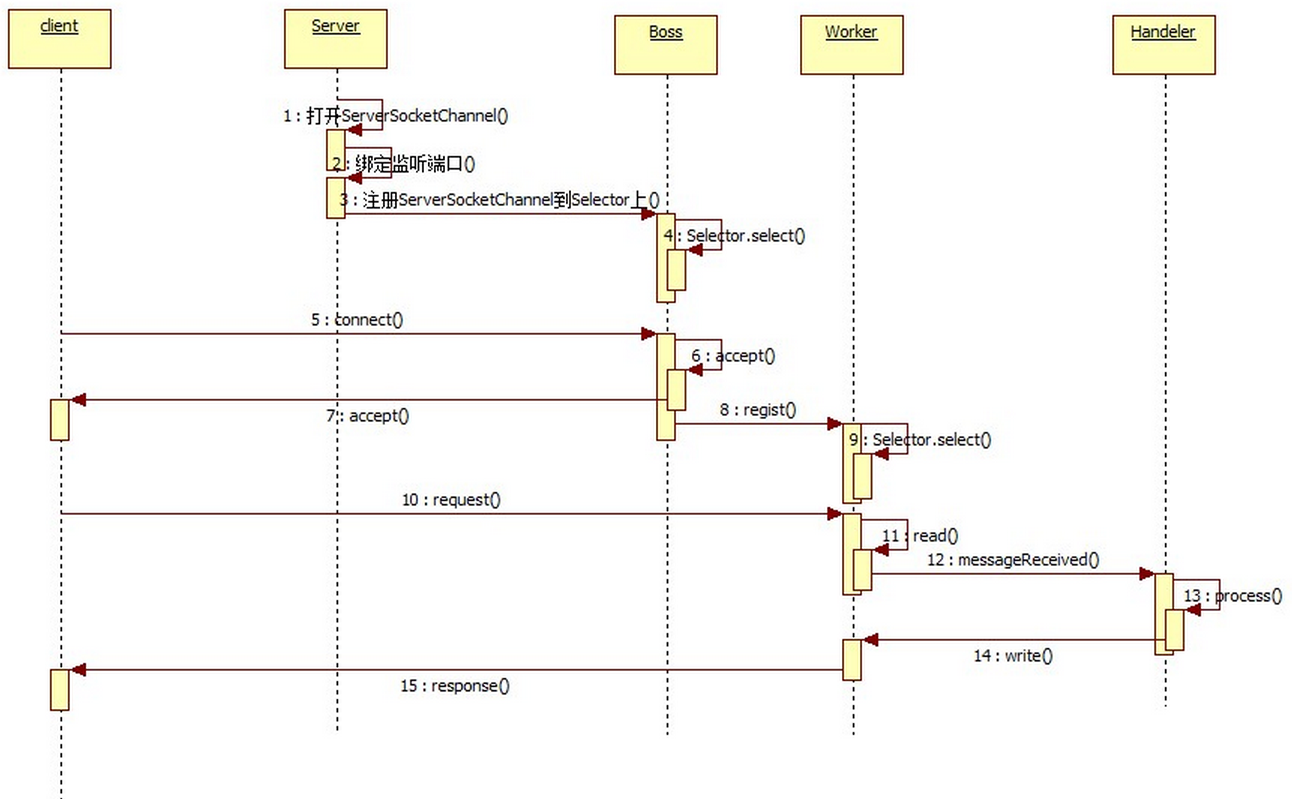 client
Server
Boss
Worker
Handeler
1 : 打开ServerSocketChannel()
2 : 绑定监听端口()
3 : 注册ServerSocketChannel到Selector上()
4 : Selector.select()
5 : connect()
6 : accept()
7 : accept()
8 : regist()
9 : Selector.select()
10 : request()
11 : read()
12 : messageReceived()
13 : process()
14 : write()
15 : response()